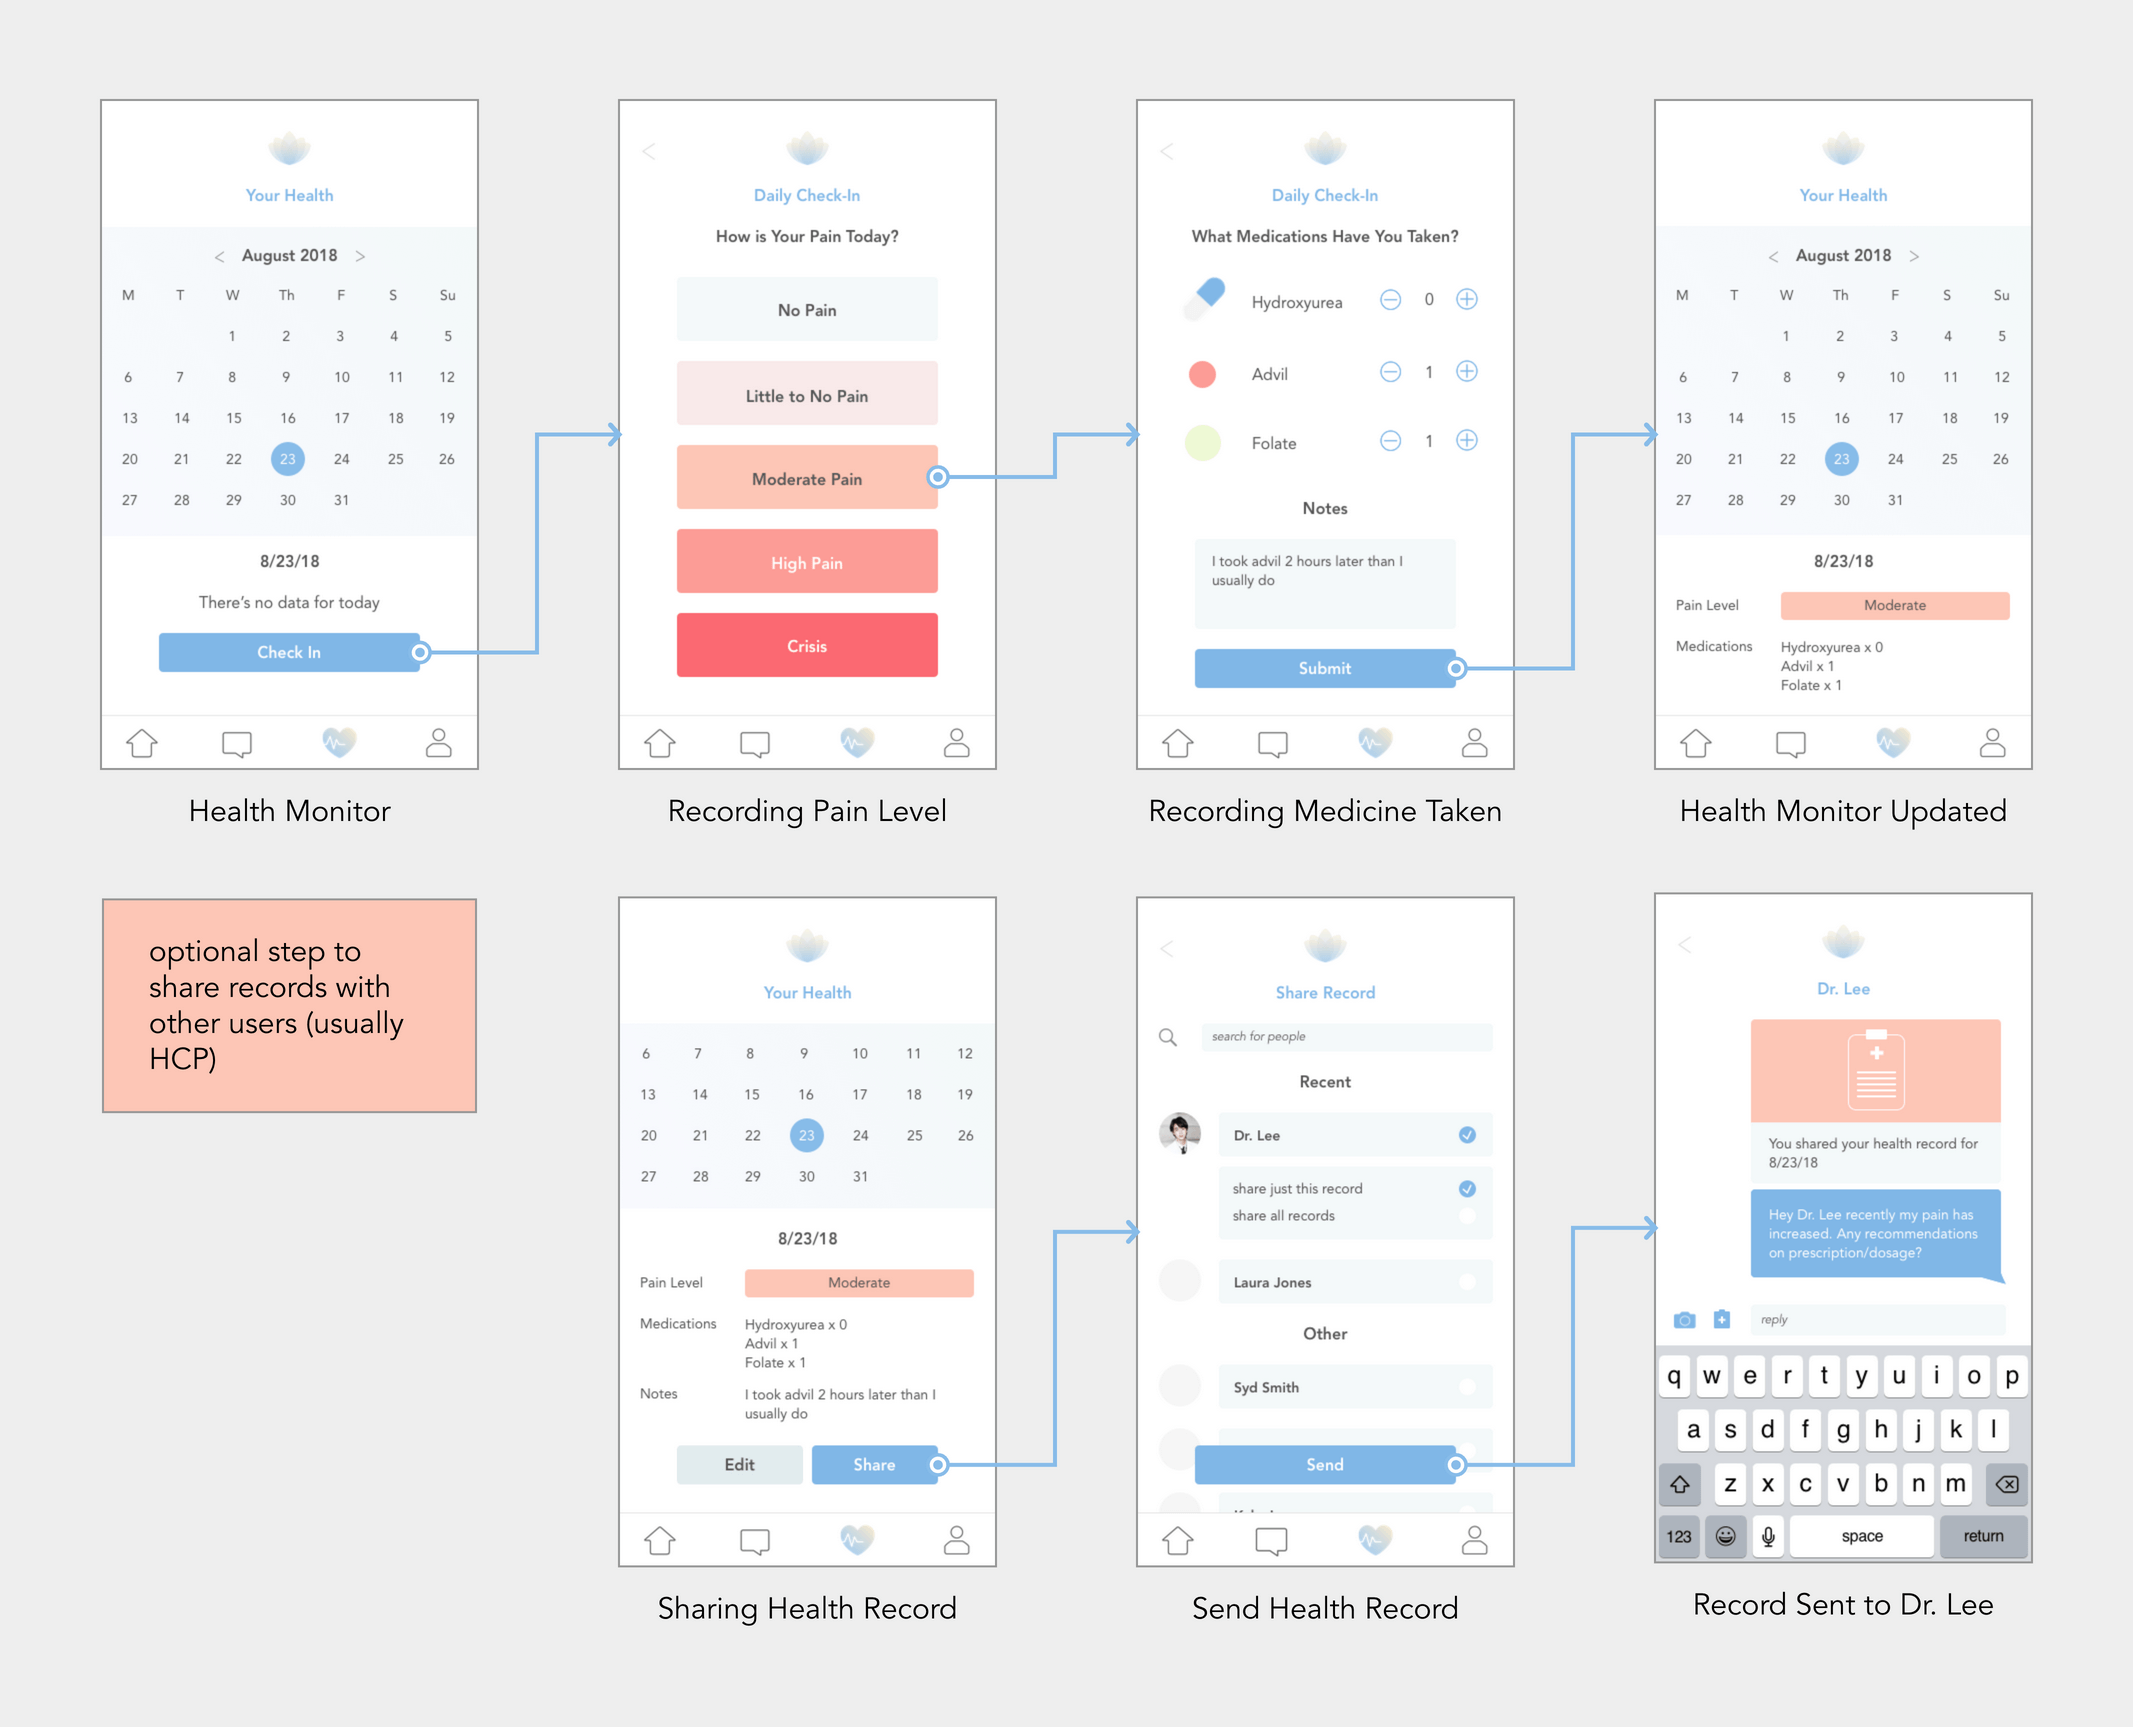 Your Health
< August 2018 >
M T W Th F S Su
1 2 3 4 5
6 7 8 9 10 11 12
13 14 15 16 17 18 19
20 21 22 23 24 25 26
27 28 29 30 31
8/23/18
There's no data for today
Check In
Health Monitor
<
Daily Check-In
How is Your Pain Today?
No Pain
Little to No Pain
Moderate Pain
High Pain
Crisis
Recording Pain Level
<
Daily Check-In
What Medications Have You Taken?
Hydroxyurea 0
Advil 1
Folate 1
Notes
I took advil 2 hours later than I
usually do
Submit
Recording Medicine Taken
Your Health
< August 2018 >
M T W Th F S Su
1 2 3 4 5
6 7 8 9 10 11 12
13 14 15 16 17 18 19
20 21 22 23 24 25 26
27 28 29 30 31
8/23/18
Pain Level Moderate
Medications Hydroxyurea x 0
Advil x 1
Folate x 1
Health Monitor Updated
optional step to
share records with
other users (usually
HCP)
Your Health
6 7 8 9 10 11 12
13 14 15 16 17 18 19
20 21 22 23 24 25 26
27 28 29 30 31
8/23/18
Pain Level Moderate
Medications Hydroxyurea x 0
Advil x 1
Folate x 1
Notes I took advil 2 hours later than I
usually do
Edit Share
Sharing Health Record
<
Share Record
search for people
Recent
Dr. Lee
share just this record
share all records
Laura Jones
Other
Syd Smith
Send
Send Health Record
<
Dr. Lee
You shared your health record for
8/23/18
Hey Dr. Lee recently my pain has
increased. Any recommendations
on prescription/dosage?
reply
q w e r t y u i o p
a s d f g h j k l
z x c v b n m
123 space return
Record Sent to Dr. Lee